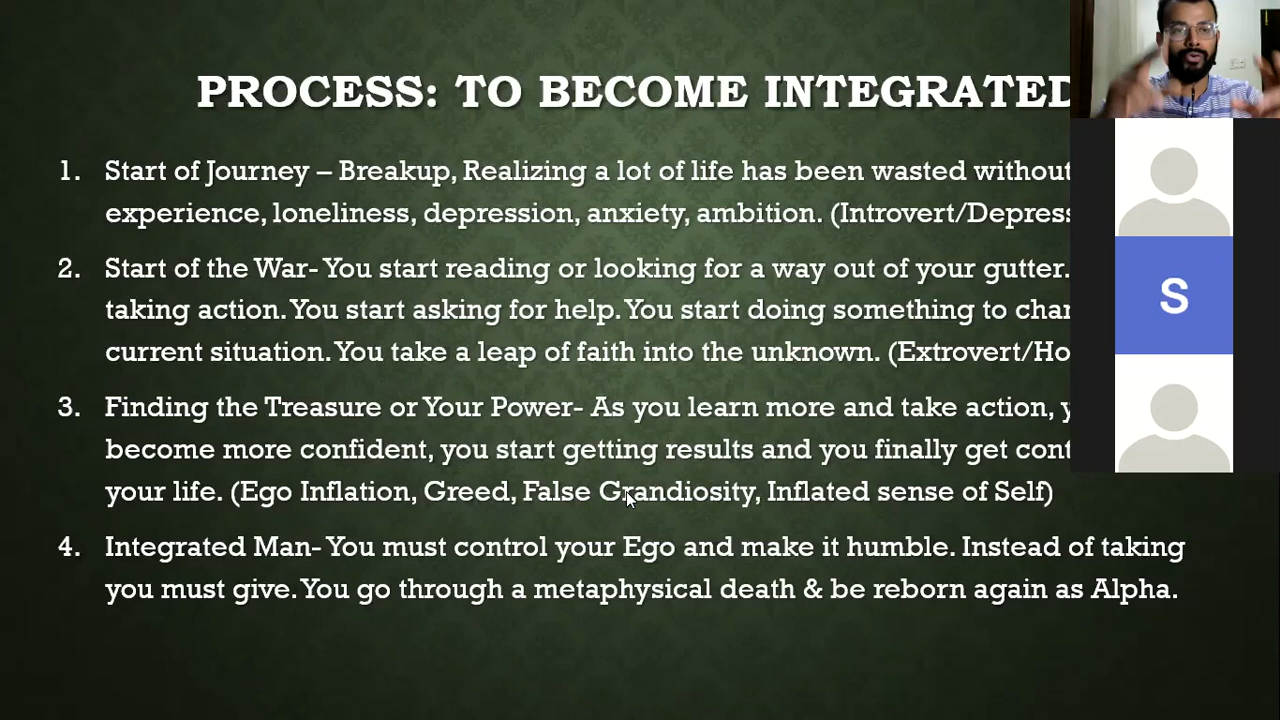 PROCESS: TO BECOME INTEGRATED
1. Start of Journey – Breakup, Realizing a lot of life has been wasted without
experience, loneliness, depression, anxiety, ambition. (Introvert/Depress
2. Start of the War- You start reading or looking for a way out of your gutter.
taking action. You start asking for help. You start doing something to
current situation. You take a leap of faith into the unknown. (Extrovert/Ho
3. Finding the Treasure or Your Power- As you learn more and take action,
become more confident, you start getting results and you finally get
your life. (Ego Inflation, Greed, False Grandiosity, Inflated sense of Self)
4. Integrated Man- You must control your Ego and make it humble. Instead of taking
you must give. You go through a metaphysical death & be reborn again as Alpha.
S